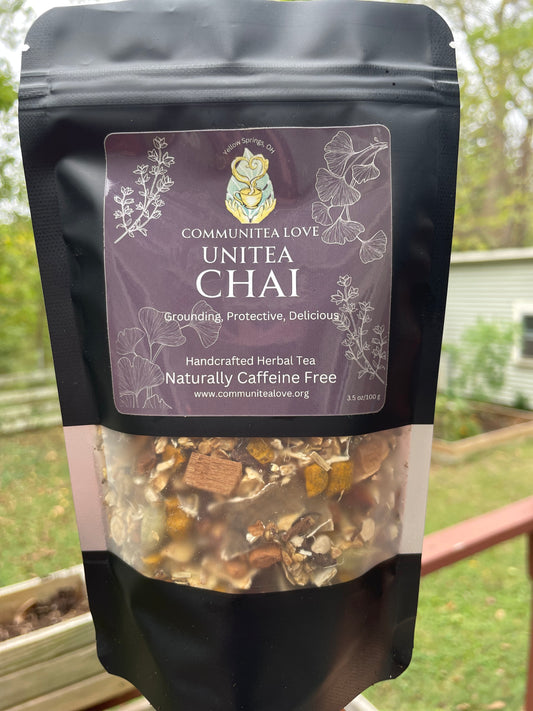 Yellow Springs, OH
COMMUNITEA LOVE
UNITEA
CHAI
Grounding, Protective, Delicious
Handcrafted Herbal Tea
Naturally Caffeine Free
www.communitealove.org
3.5 oz/100 g